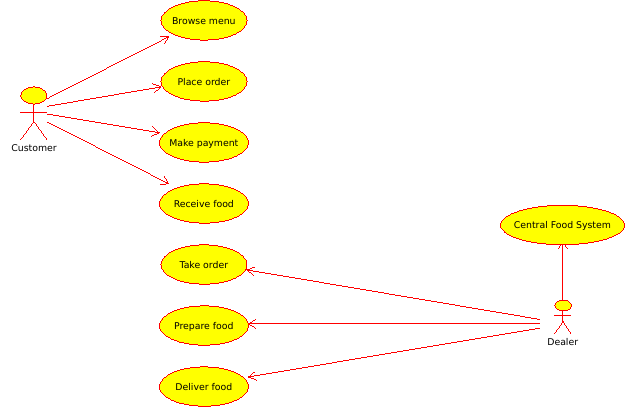 Browse menu
Place order
Make payment
Customer
Receive food
Central Food System
Take order
Prepare food
Dealer
Deliver food